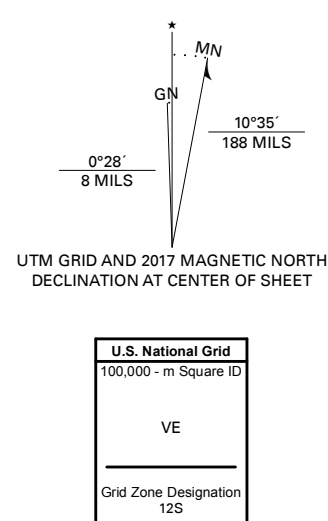 ★
MN
GN
10°35´
188 MILS
0°28´
8 MILS
UTM GRID AND 2017 MAGNETIC NORTH
DECLINATION AT CENTER OF SHEET
U.S. National Grid
100,000 - m Square ID
VE
Grid Zone Designation
12S